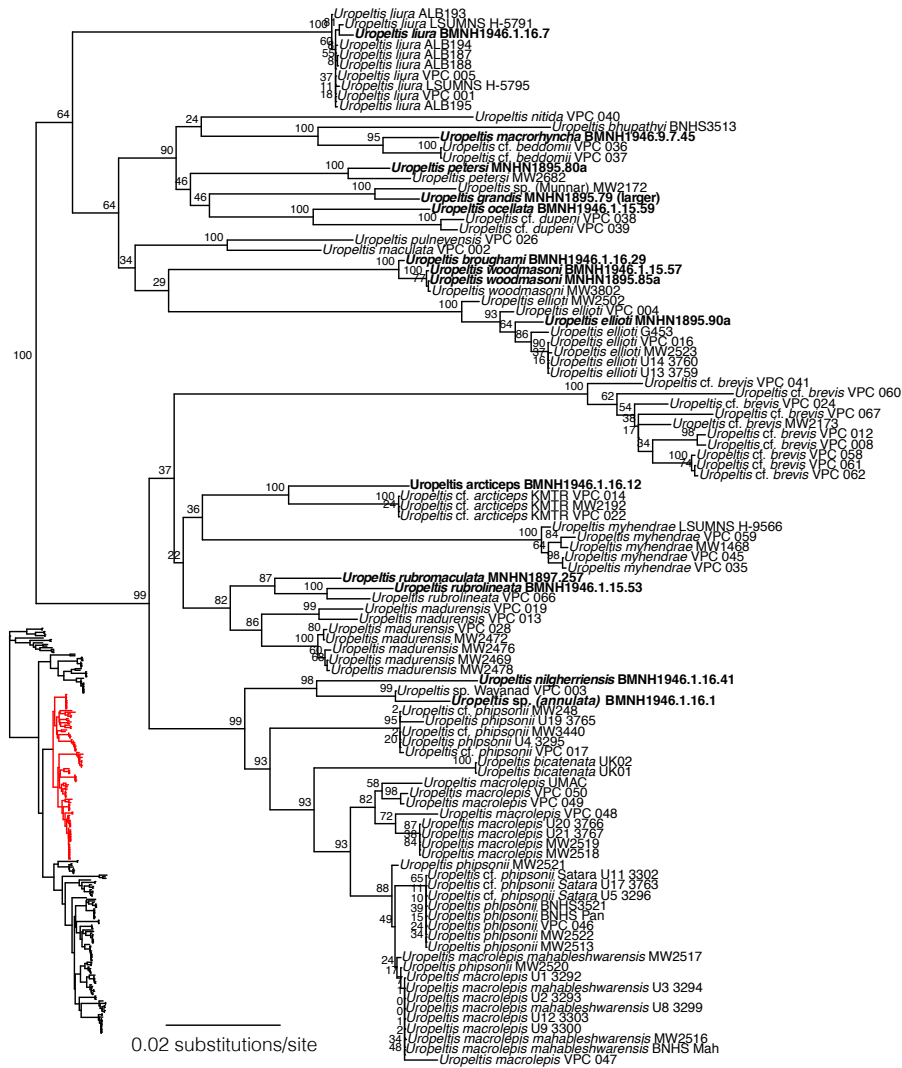 Uropeltis liura ALB193
Uropeltis liura LSUMNS H-5791
Uropeltis liura BMNH1946.1.16.7
Uropeltis liura ALB194
Uropeltis liura ALB187
Uropeltis liura ALB188
Uropeltis liura VPC 005
Uropeltis liura LSUMNS H-5795
Uropeltis liura VPC 001
Uropeltis liura ALB195
Uropeltis nitida VPC 040
Uropeltis bhupathyi BNHS3513
Uropeltis macrorhyncha BMNH1946.9.7.45
Uropeltis cf. beddomii VPC 036
Uropeltis cf. beddomii VPC 037
Uropeltis petersi MNHN1895.80a
Uropeltis petersi MW2682
Uropeltis sp. (Munnar) MW2172
Uropeltis grandis MNHN1895.79 (larger)
Uropeltis ocellata BMNH1946.1.15.59
Uropeltis cf. dupeni VPC 038
Uropeltis cf. dupeni VPC 039
Uropeltis pulneyensis VPC 026
Uropeltis maculata VPC 002
Uropeltis broughami BMNH1946.1.16.29
Uropeltis woodmasoni BMNH1946.1.15.57
Uropeltis woodmasoni MNHN1895.85a
Uropeltis woodmasoni MW3802
Uropeltis ellioti MW2502
Uropeltis ellioti VPC 004
Uropeltis ellioti MNHN1895.90a
Uropeltis ellioti G453
Uropeltis ellioti VPC 016
Uropeltis ellioti MW2523
Uropeltis ellioti U14 3760
Uropeltis ellioti U13 3759
Uropeltis cf. brevis VPC 041
Uropeltis cf. brevis VPC 060
Uropeltis cf. brevis VPC 024
Uropeltis cf. brevis VPC 067
Uropeltis cf. brevis MW2173
Uropeltis cf. brevis VPC 012
Uropeltis cf. brevis VPC 008
Uropeltis cf. brevis VPC 058
Uropeltis cf. brevis VPC 061
Uropeltis cf. brevis VPC 062
Uropeltis arcticeps BMNH1946.1.16.12
Uropeltis cf. arcticeps KMTR VPC 014
Uropeltis cf. arcticeps KMTR MW2192
Uropeltis cf. arcticeps KMTR VPC 022
Uropeltis myhendrae LSUMNS H-9566
Uropeltis myhendrae VPC 059
Uropeltis myhendrae MW1468
Uropeltis myhendrae VPC 045
Uropeltis myhendrae VPC 035
Uropeltis rubromaculata MNHN1897.257
Uropeltis rubrolineata BMNH1946.1.15.53
Uropeltis rubrolineata VPC 066
Uropeltis madurensis VPC 019
Uropeltis madurensis VPC 013
Uropeltis madurensis VPC 028
Uropeltis madurensis MW2472
Uropeltis madurensis MW2476
Uropeltis madurensis MW2469
Uropeltis madurensis MW2478
Uropeltis nilgherriensis BMNH1946.1.16.41
Uropeltis sp. Wayanad VPC 003
Uropeltis sp. (annulata) BMNH1946.1.16.1
Uropeltis cf. phipsonii MW248
Uropeltis phipsonii U19 3765
Uropeltis cf. phipsonii MW3440
Uropeltis phipsonii U4 3295
Uropeltis cf. phipsonii VPC 017
Uropeltis bicatenata UK02
Uropeltis bicatenata UK01
Uropeltis macrolepis UMAC
Uropeltis macrolepis VPC 050
Uropeltis macrolepis VPC 049
Uropeltis macrolepis VPC 048
Uropeltis macrolepis U20 3766
Uropeltis macrolepis U21 3767
Uropeltis macrolepis MW2519
Uropeltis macrolepis MW2518
Uropeltis phipsonii MW2521
Uropeltis cf. phipsonii Satara U11 3302
Uropeltis cf. phipsonii Satara U17 3763
Uropeltis cf. phipsonii Satara U5 3296
Uropeltis phipsonii BNHS3521
Uropeltis phipsonii BNHS Pan
Uropeltis phipsonii VPC 046
Uropeltis phipsonii MW2522
Uropeltis phipsonii MW2513
Uropeltis macrolepis mahableshwarensis MW2517
Uropeltis phipsonii MW2520
Uropeltis macrolepis U1 3292
Uropeltis macrolepis mahableshwarensis U3 3294
Uropeltis macrolepis U2 3293
Uropeltis macrolepis mahableshwarensis U8 3299
Uropeltis macrolepis U12 3303
Uropeltis macrolepis U9 3300
Uropeltis macrolepis mahableshwarensis MW2516
Uropeltis macrolepis mahableshwarensis BNHS Mah
Uropeltis macrolepis VPC 047
100
64
24
100
95
100
90
46
100
46
100
100
64
34
100
100
100
77
29
100
93
64
86
90
16
100
100
62
54
38
17
98
34
100
74
37
100
100
24
36
100
84
64
98
22
87
100
82
99
86
80
100
99
98
99
99
2
95
2
20
93
100
93
58
98
82
72
87
84
93
88
65
11
10
39
15
24
34
49
24
17
0
0
1
2
34
48
0.02 substitutions/site